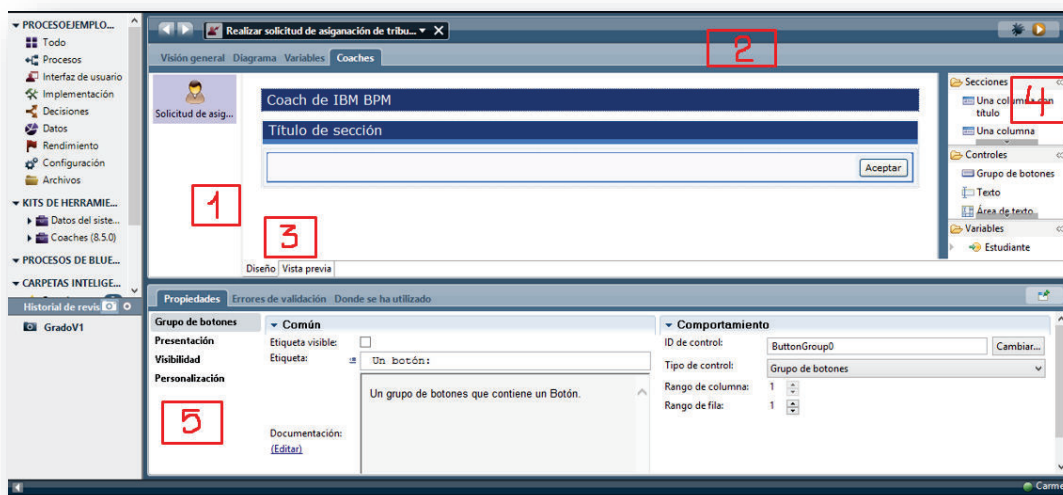 PROCESOEJEMPLO...
Todo
Procesos
Interfaz de usuario
Implementación
Decisiones
Datos
Rendimiento
Configuración
Archivos
KITS DE HERRAMIE...
Datos del siste...
Coaches (8.5.0)
PROCESOS DE BLUE...
CARPETAS INTELIGE...
Historial de revis
GradoV1
Realizar solicitud de asiganación de tribu...
Visión general Diagrama Variables Coaches
2
Solicitud de asig...
1
Coach de IBM BPM
Título de sección
Aceptar
3
Diseño Vista previa
Secciones
Una columna con
título
Una columna
4
Controles
Grupo de botones
Texto
Área de texto
Variables
Estudiante
Propiedades Errores de validación Donde se ha utilizado
Grupo de botones
Presentación
Visibilidad
Personalización
5
Común
Etiqueta visible:
Etiqueta: Un botón:
Un grupo de botones que contiene un Botón.
Documentación:
(Editar)
Comportamiento
ID de control: ButtonGroup0 Cambiar...
Tipo de control: Grupo de botones
Rango de columna: 1
Rango de fila: 1
Carme